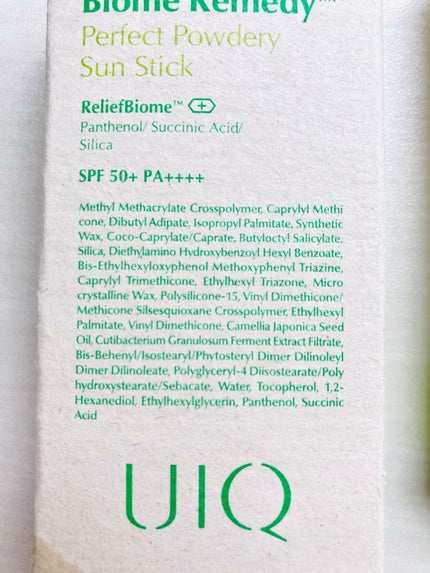 Biome Remedy™
Perfect Powdery
Sun Stick
ReliefBiome™ +
Panthenol/ Succinic Acid/
Silica
SPF 50+ PA++++
Methyl Methacrylate Crosspolymer, Caprylyl Methi
cone, Dibutyl Adipate, Isopropyl Palmitate, Synthetic
Wax, Coco-Caprylate/Caprate, Butyloctyl Salicylate,
Silica, Diethylamino Hydroxybenzoyl Hexyl Benzoate,
Bis-Ethylhexyloxyphenol Methoxyphenyl Triazine,
Caprylyl Trimethicone, Ethylhexyl Triazone, Micro
crystalline Wax, Polysilicone-15, Vinyl Dimethicone/
Methicone Silsesquioxane Crosspolymer, Ethylhexyl
Palmitate, Vinyl Dimethicone, Camellia Japonica Seed
Oil, Cutibacterium Granulosum Ferment Extract Filtrate,
Bis-Behenyl/Isostearyl/Phytosteryl Dimer Dilinoleyl
Dimer Dilinoleate, Polyglyceryl-4 Diisostearate/Poly
hydroxystearate/Sebacate, Water, Tocopherol, 1,2-
Hexanediol, Ethylhexylglycerin, Panthenol, Succinic
Acid
UIQ